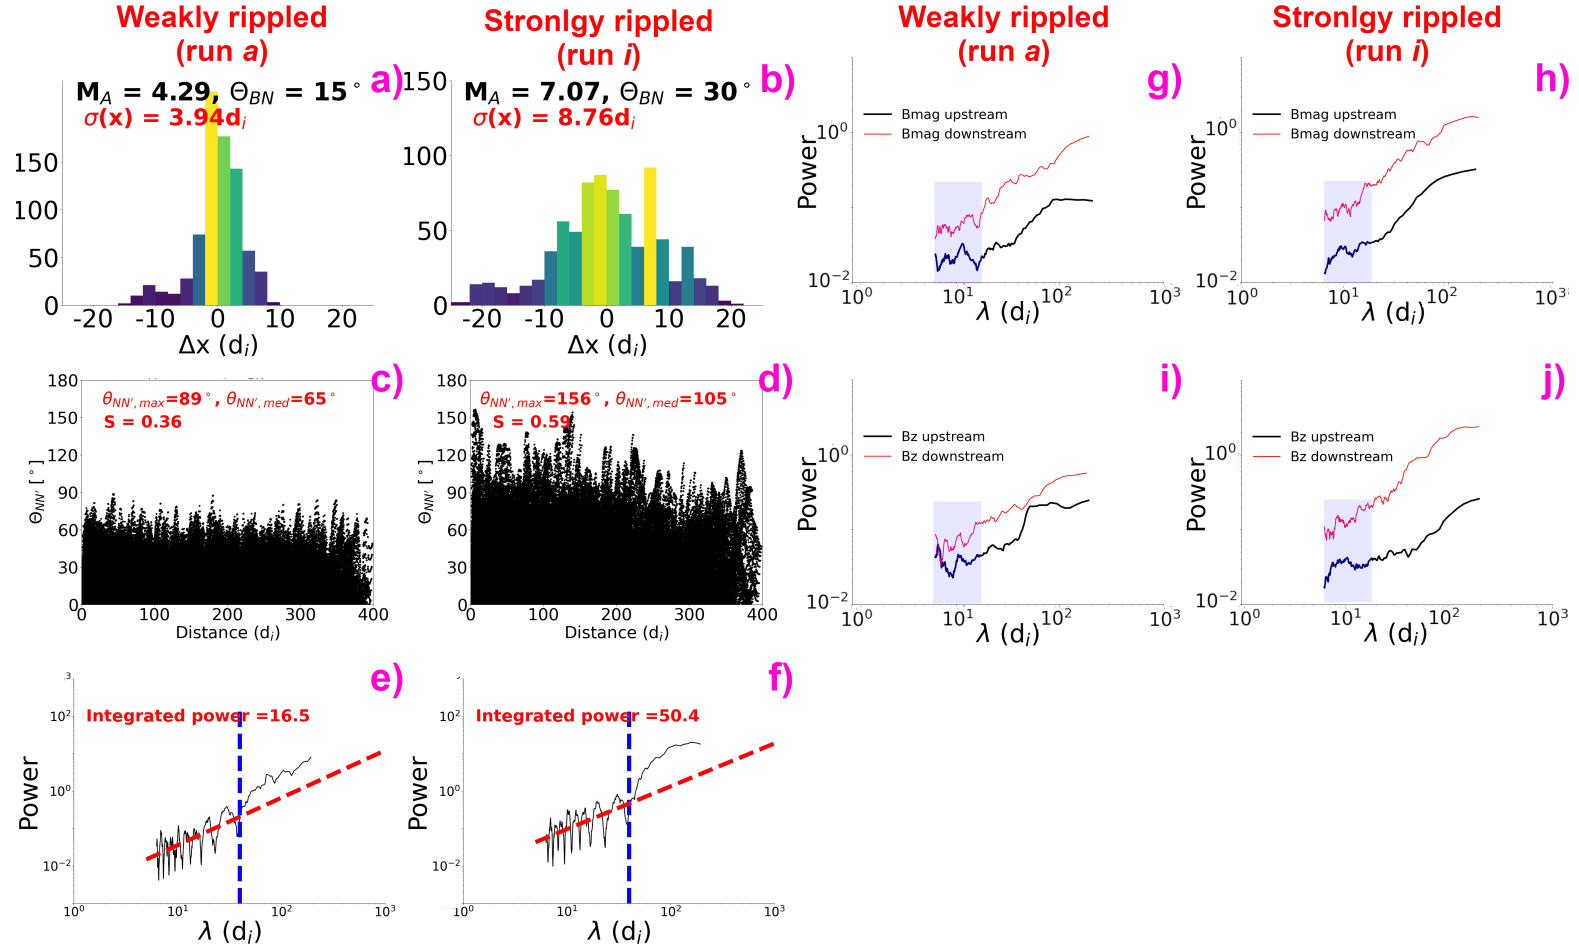 Weakly rippled
(run a)
Stronlgy rippled
(run i)
Weakly rippled
(run a)
Stronlgy rippled
(run i)
a)
M_A = 4.29, Θ_BN = 15°
σ(x) = 3.94d_i
150
100
50
0
-20 -10 0 10 20
Δx (d_i)
b)
150
M_A = 7.07, Θ_BN = 30°
σ(x) = 8.76d_i
100
50
0
-20 -10 0 10 20
Δx (d_i)
g)
Bmag upstream
Bmag downstream
Power
10^0
10^-2
10^0 10^1 10^2 10^3
λ (d_i)
h)
Bmag upstream
Bmag downstream
Power
10^0
10^-2
10^0 10^1 10^2 10^3
λ (d_i)
c)
θ_NN′,max=89°, θ_NN′,med=65°
S = 0.36
Θ_NN′ [°]
180
150
120
90
60
30
0
0 100 200 300 400
Distance (d_i)
d)
θ_NN′,max=156°, θ_NN′,med=105°
S = 0.59
Θ_NN′ [°]
180
150
120
90
60
30
0
0 100 200 300 400
Distance (d_i)
i)
Bz upstream
Bz downstream
Power
10^0
10^-2
10^0 10^1 10^2 10^3
λ (d_i)
j)
Bz upstream
Bz downstream
Power
10^0
10^-2
10^0 10^1 10^2 10^3
λ (d_i)
e)
Integrated power =16.5
Power
3
10^2
10^0
10^-2
10^0 10^1 10^2 10^3
λ (d_i)
f)
Integrated power =50.4
Power
3
10^2
10^0
10^-2
10^0 10^1 10^2 10^3
λ (d_i)